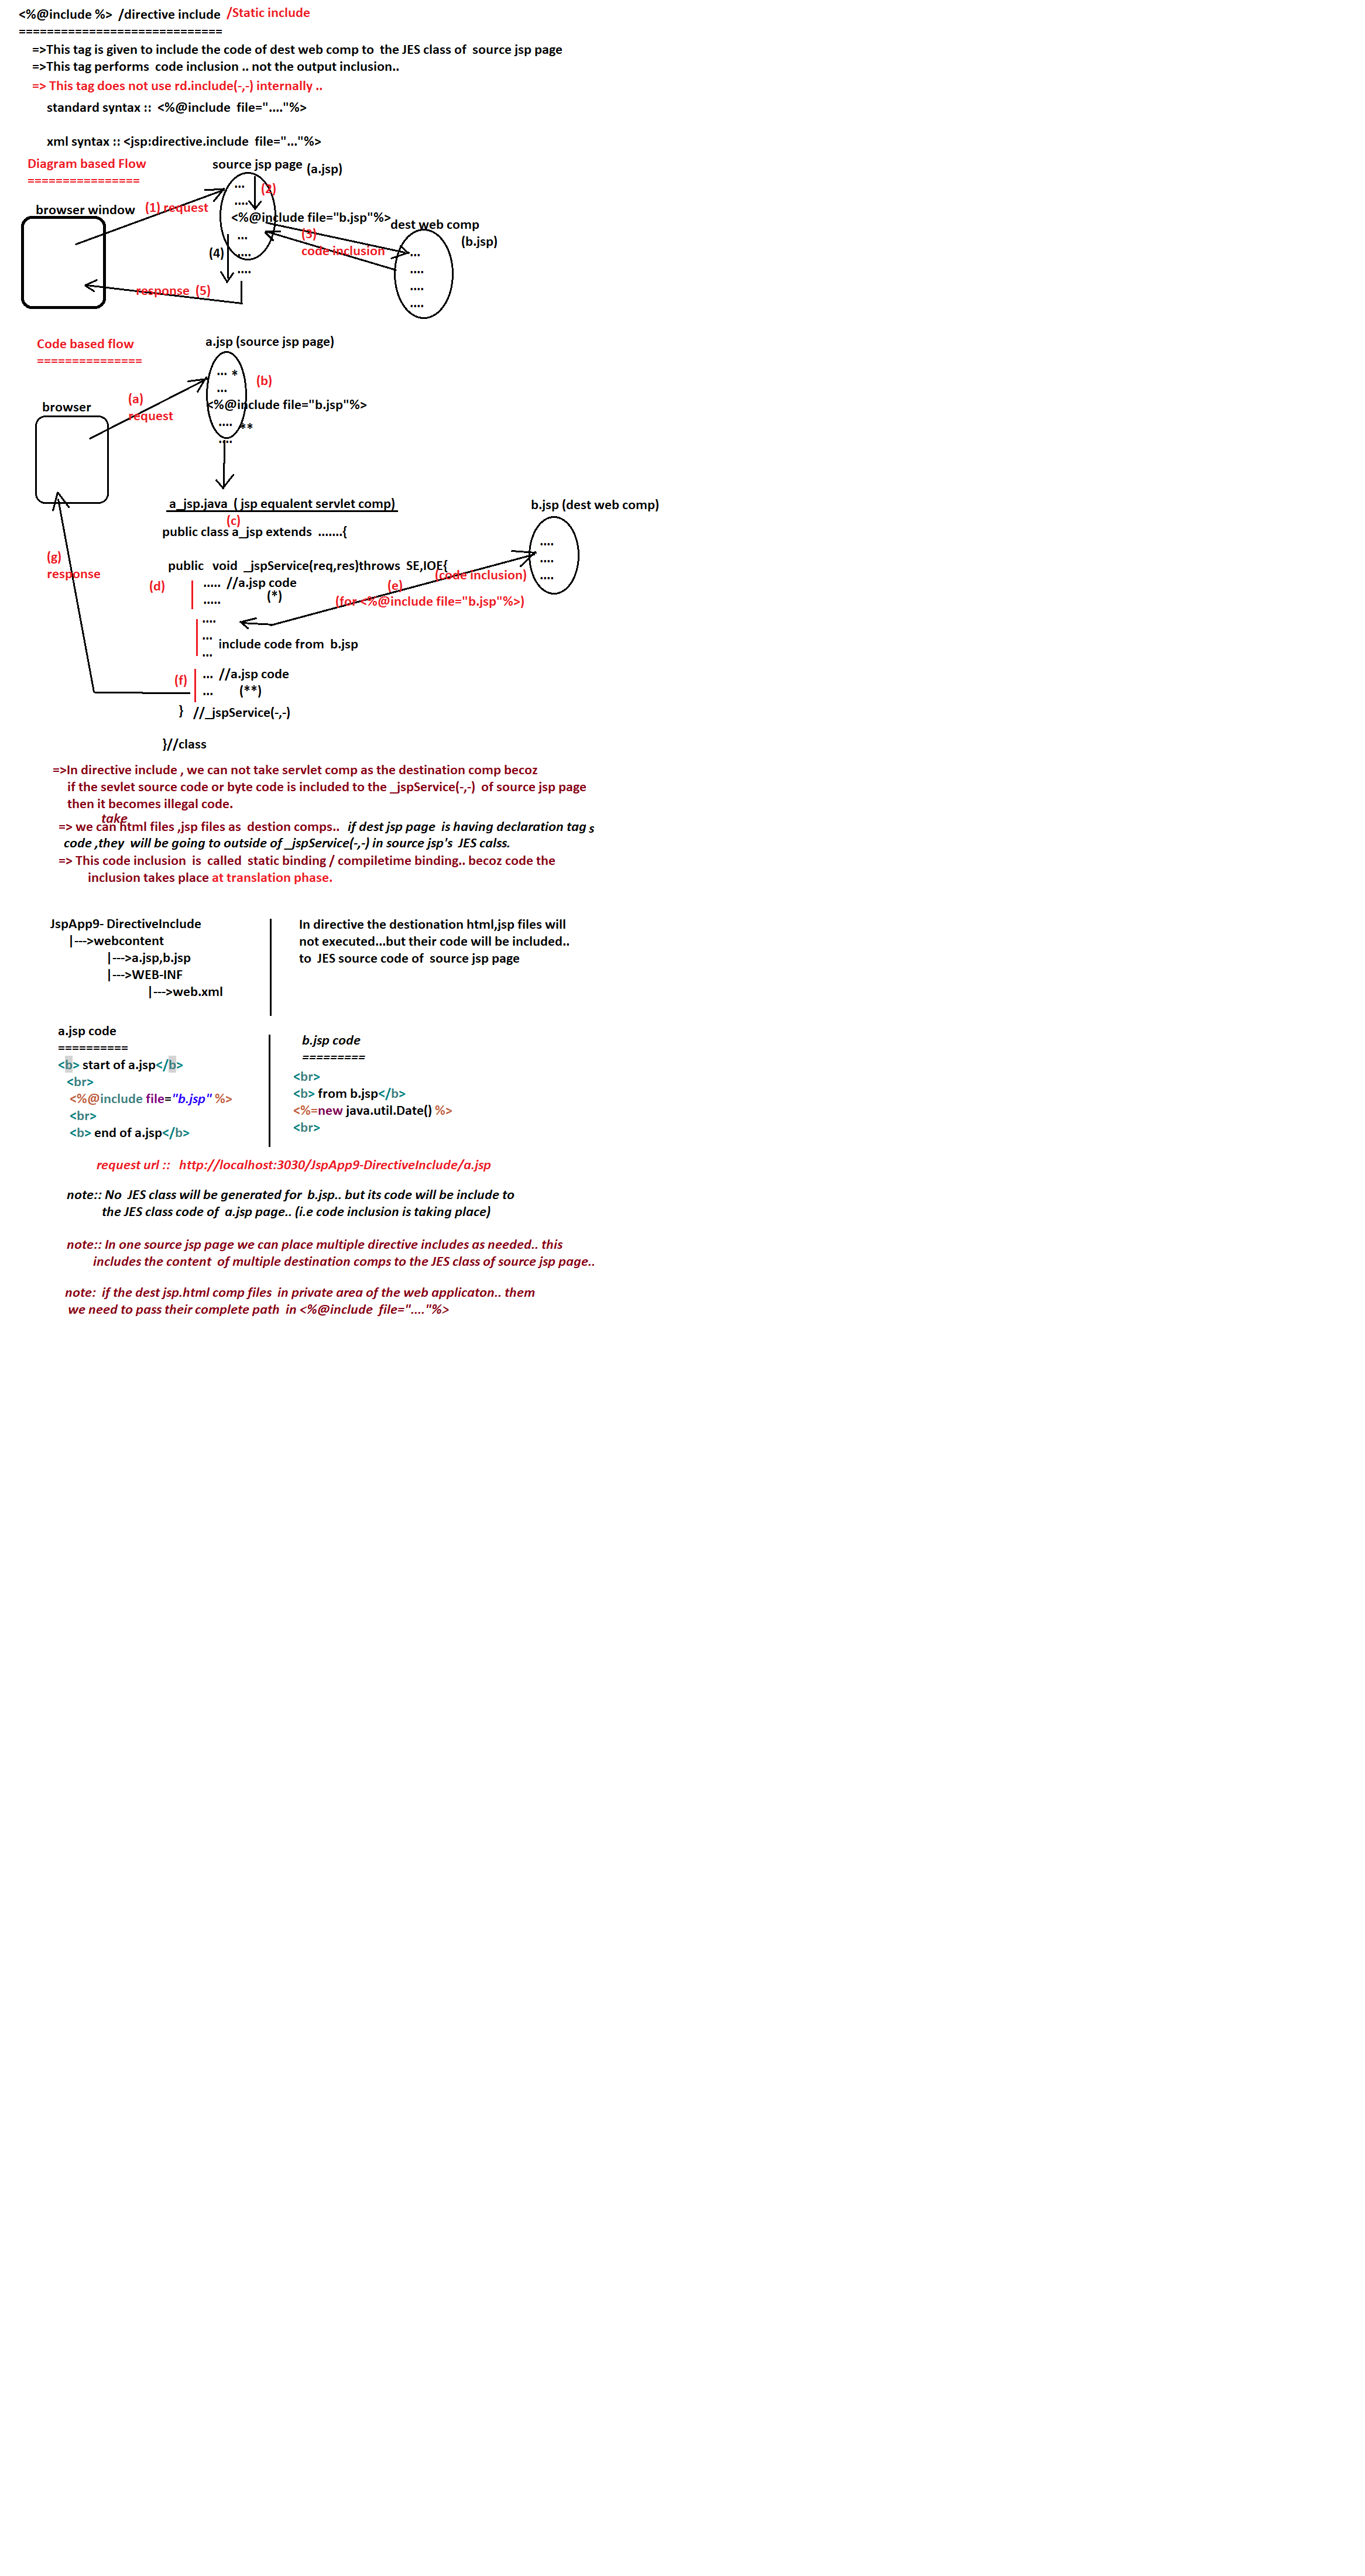 <%@include %>  /directive include  /Static include
=============================
=>This tag is given to include the code of dest web comp to  the JES class of  source jsp page
=>This tag performs  code inclusion .. not the output inclusion..
=> This tag does not use rd.include(-,-) internally ..
standard syntax ::  <%@include  file="...."%>
xml syntax :: <jsp:directive.include  file="..."%>
Diagram based Flow
================
source jsp page (a.jsp)
browser window
(1) request
...
(2)
....
<%@include file="b.jsp"%>
dest web comp
(b.jsp)
(3)
code inclusion
...
(4)
....
....
...
....
....
....
response  (5)
Code based flow
===============
a.jsp (source jsp page)
... *
(b)
...
browser
(a)
request
<%@include file="b.jsp"%>
....  **
....
a_jsp.java  ( jsp equalent servlet comp)
b.jsp (dest web comp)
(c)
public class a_jsp extends  .......{
....
....
....
(g)
response
public   void  _jspService(req,res)throws  SE,IOE{
(code inclusion)
(d)
.....  //a.jsp code
(e)
.....  (*)
(for <%@include file="b.jsp"%>)
....
...
include code from  b.jsp
...
(f)
...  //a.jsp code
...  (**)
}  //_jspService(-,-)
}//class
=>In directive include , we can not take servlet comp as the destination comp becoz
if the sevlet source code or byte code is included to the _jspService(-,-)  of source jsp page
then it becomes illegal code.
take
=> we can html files ,jsp files as  destion comps..  if dest jsp page  is having declaration tag s
code ,they  will be going to outside of _jspService(-,-) in source jsp's  JES calss.
=> This code inclusion  is  called  static binding / compiletime binding.. becoz code the
inclusion takes place at translation phase.
JspApp9- DirectiveInclude
|--->webcontent
|--->a.jsp,b.jsp
|--->WEB-INF
|--->web.xml
In directive the destionation html,jsp files will
not executed...but their code will be included..
to  JES source code of  source jsp page
a.jsp code
==========
<b> start of a.jsp</b>
<br>
<%@include file="b.jsp" %>
<br>
<b> end of a.jsp</b>
b.jsp code
=========
<br>
<b> from b.jsp</b>
<%=new java.util.Date() %>
<br>
request url ::  http://localhost:3030/JspApp9-DirectiveInclude/a.jsp
note:: No  JES class will be generated for  b.jsp.. but its code will be include to
the JES class code of  a.jsp page.. (i.e code inclusion is taking place)
note:: In one source jsp page we can place multiple directive includes as needed.. this
includes the content  of multiple destination comps to the JES class of source jsp page..
note:  if the dest jsp.html comp files  in private area of the web applicaton.. them
we need to pass their complete path  in <%@include  file="...."%>